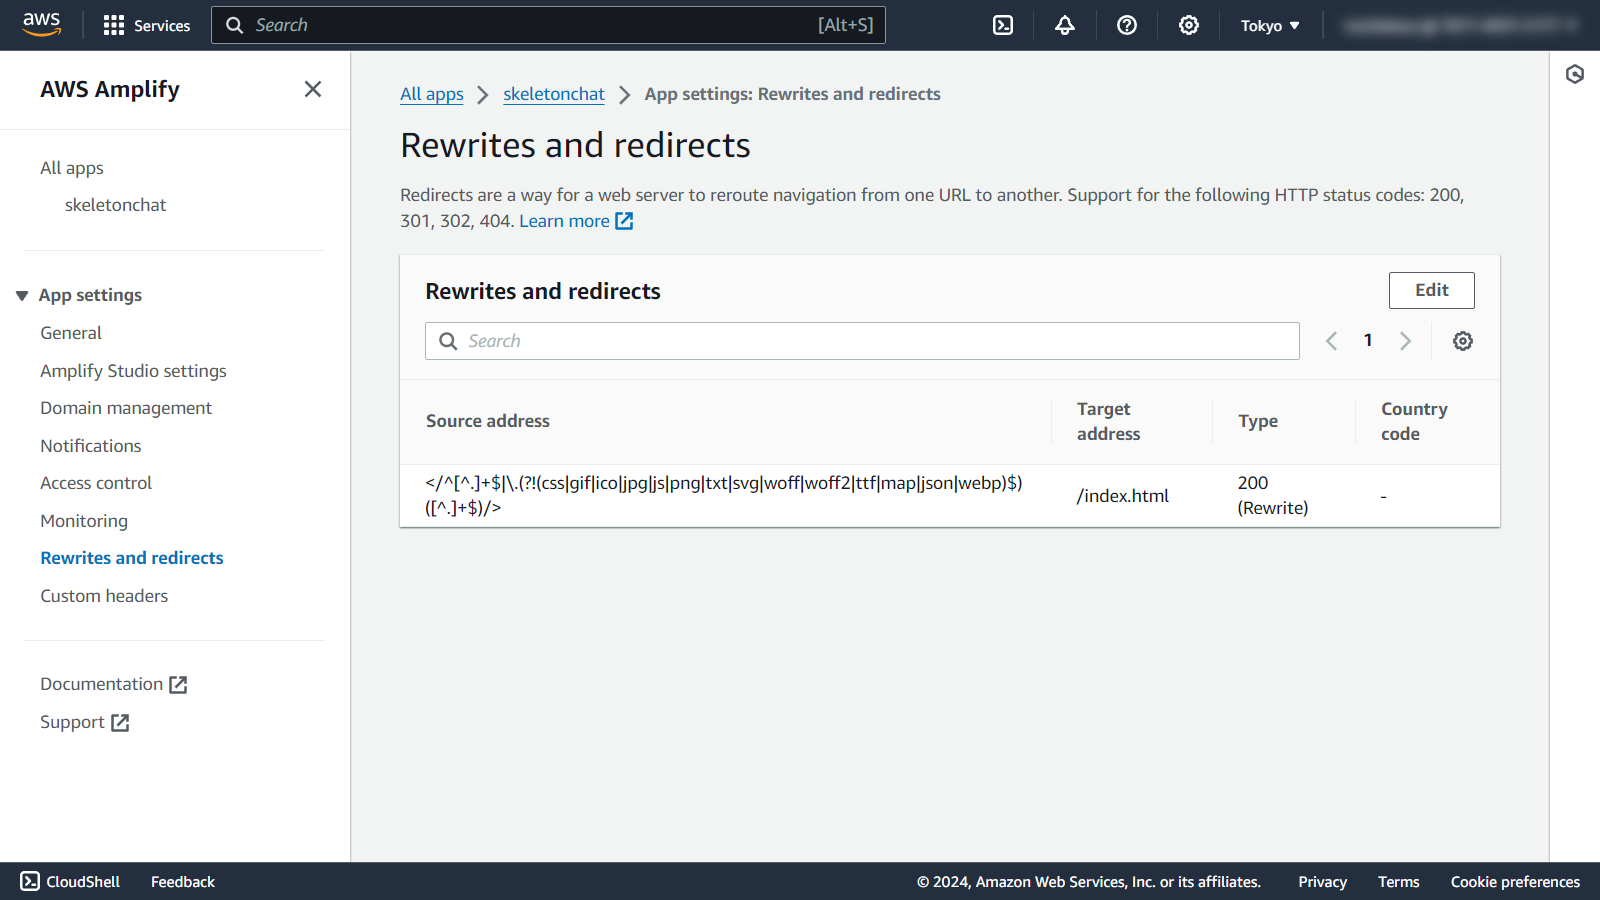 aws
Services
Search
[Alt+S]
Tokyo
AWS Amplify
All apps
skeletonchat
App settings
General
Amplify Studio settings
Domain management
Notifications
Access control
Monitoring
Rewrites and redirects
Custom headers
Documentation
Support
All apps
skeletonchat
App settings: Rewrites and redirects
Rewrites and redirects
Redirects are a way for a web server to reroute navigation from one URL to another. Support for the following HTTP status codes: 200,
301, 302, 404. Learn more
Rewrites and redirects
Edit
Search
1
Source address
Target
address
Type
Country
code
</^[^.]+$|\.(?!(css|gif|ico|jpg|js|png|txt|svg|woff|woff2|ttf|map|json|webp)$)
([^.]+$)/>
/index.html
200
(Rewrite)
-
CloudShell
Feedback
© 2024, Amazon Web Services, Inc. or its affiliates.
Privacy
Terms
Cookie preferences